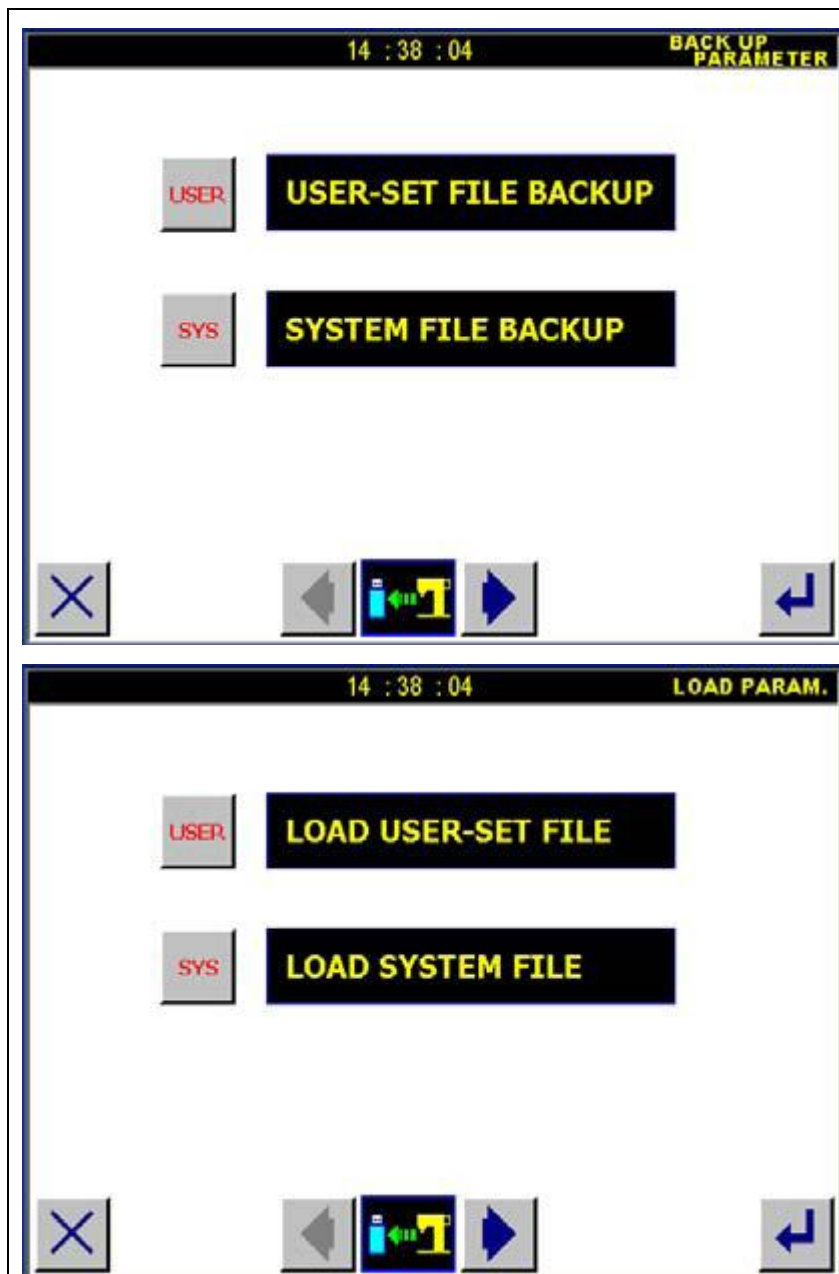 14 : 38 : 04
BACK UP
PARAMETER
USER
USER-SET FILE BACKUP
SYS
SYSTEM FILE BACKUP
14 : 38 : 04
LOAD PARAM.
USER
LOAD USER-SET FILE
SYS
LOAD SYSTEM FILE